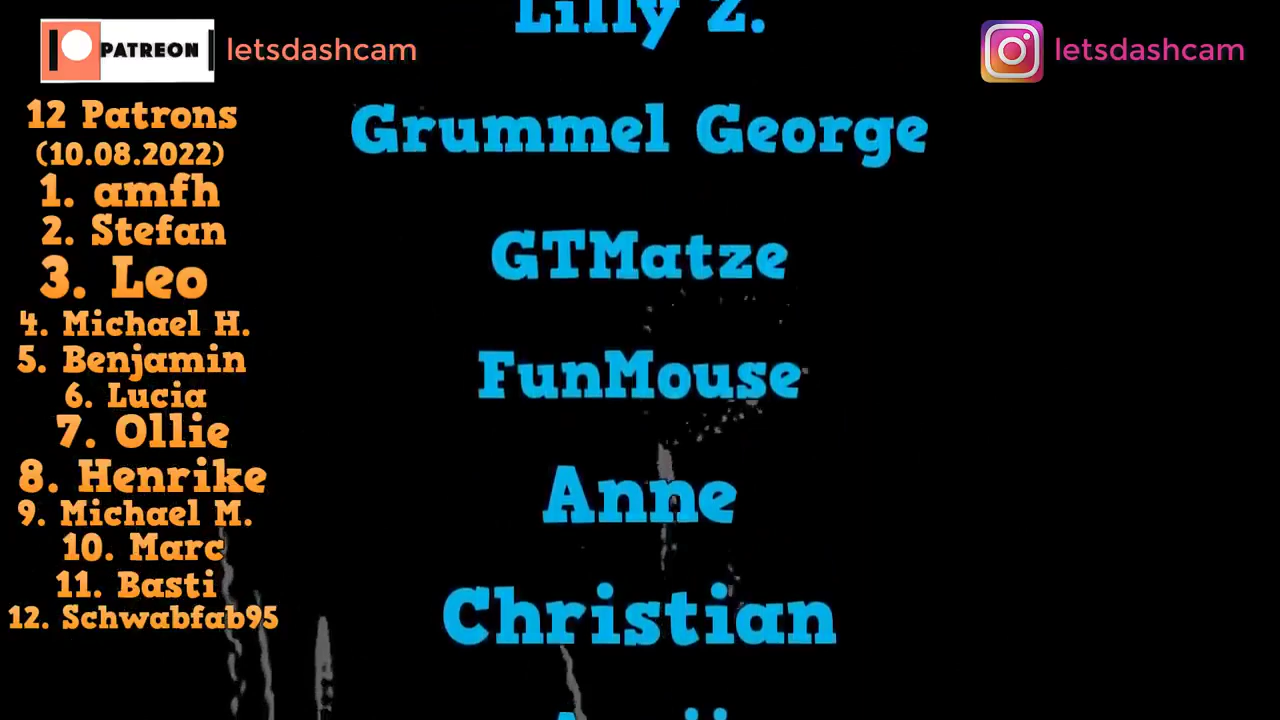 PATREON letsdashcam
letsdashcam
12 Patrons
(10.08.2022)
1. amfh
2. Stefan
3. Leo
4. Michael H.
5. Benjamin
6. Lucia
7. Ollie
8. Henrike
9. Michael M.
10. Marc
11. Basti
12. Schwabfab95
Lilly Z.
Grummel George
GTMatze
FunMouse
Anne
Christian